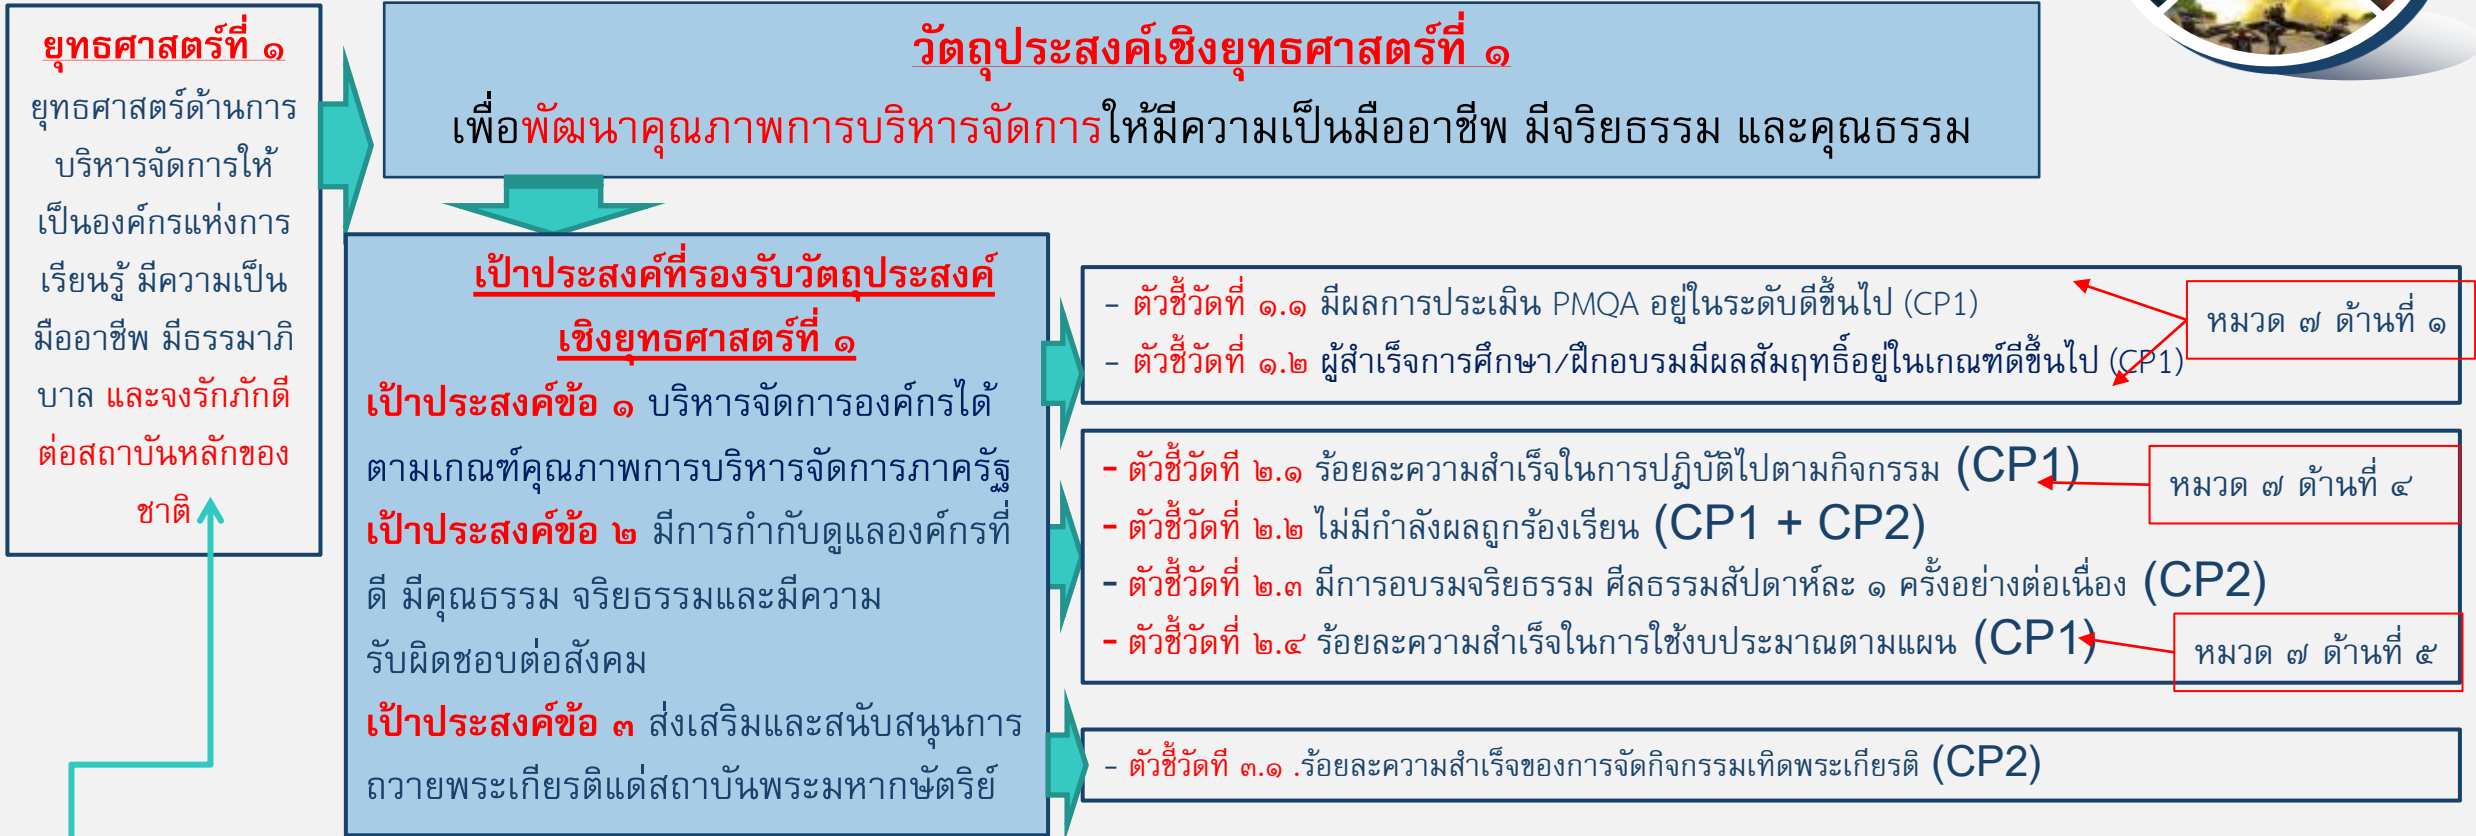 ยุทธศาสตร์ที่ ๑
ยุทธศาสตร์ด้านการ
บริหารจัดการให้
เป็นองค์กรแห่งการ
เรียนรู้ มีความเป็น
มืออาชีพ มีธรรมาภิ
บาล และจงรักภักดี
ต่อสถาบันหลักของ
ชาติ
วัตถุประสงค์เชิงยุทธศาสตร์ที่ ๑
เพื่อพัฒนาคุณภาพการบริหารจัดการให้มีความเป็นมืออาชีพ มีจริยธรรม และคุณธรรม
เป้าประสงค์ที่รองรับวัตถุประสงค์
เชิงยุทธศาสตร์ที่ ๑
เป้าประสงค์ข้อ ๑ บริหารจัดการองค์กรได้
ตามเกณฑ์คุณภาพการบริหารจัดการภาครัฐ
เป้าประสงค์ข้อ ๒ มีการกำกับดูแลองค์กรที่
ดี มีคุณธรรม จริยธรรมและมีความ
รับผิดชอบต่อสังคม
เป้าประสงค์ข้อ ๓ ส่งเสริมและสนับสนุนการ
ถวายพระเกียรติแด่สถาบันพระมหากษัตริย์
- ตัวชี้วัดที่ ๑.๑ มีผลการประเมิน PMQA อยู่ในระดับดีขึ้นไป (CP1)
- ตัวชี้วัดที่ ๑.๒ ผู้สำเร็จการศึกษา/ฝึกอบรมมีผลสัมฤทธิ์อยู่ในเกณฑ์ดีขึ้นไป (CP1)
หมวด ๗ ด้านที่ ๑
- ตัวชี้วัดที ๒.๑ ร้อยละความสำเร็จในการปฎิบัติไปตามกิจกรรม (CP1)
หมวด ๗ ด้านที่ ๔
- ตัวชี้วัดที่ ๒.๒ ไม่มีกำลังผลถูกร้องเรียน (CP1 + CP2)
- ตัวชี้วัดที่ ๒.๓ มีการอบรมจริยธรรม ศีลธรรมสัปดาห์ละ ๑ ครั้งอย่างต่อเนื่อง (CP2)
- ตัวชี้วัดที่ ๒.๔ ร้อยละความสำเร็จในการใช้งบประมาณตามแผน (CP1)
หมวด ๗ ด้านที่ ๕
- ตัวชี้วัดที ๓.๑ .ร้อยละความสำเร็จของการจัดกิจกรรมเทิดพระเกียรติ (CP2)